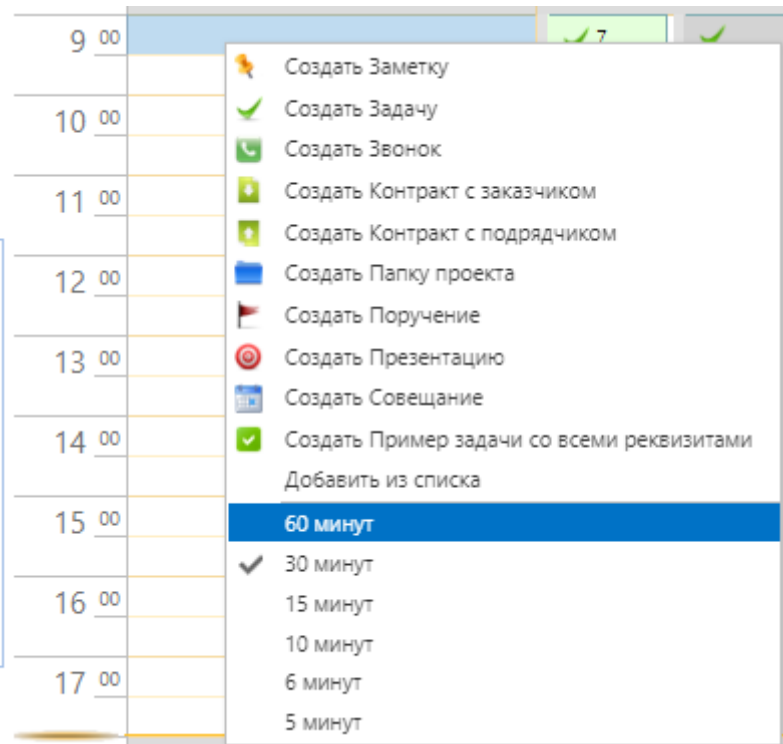 9 00
7
Создать Заметку
Создать Задачу
10 00
Создать Звонок
Создать Контракт с заказчиком
11 00
Создать Контракт с подрядчиком
Создать Папку проекта
12 00
Создать Поручение
Создать Презентацию
13 00
Создать Совещание
Создать Пример задачи со всеми реквизитами
14 00
Добавить из списка
60 минут
15 00
30 минут
15 минут
16 00
10 минут
6 минут
17 00
5 минут